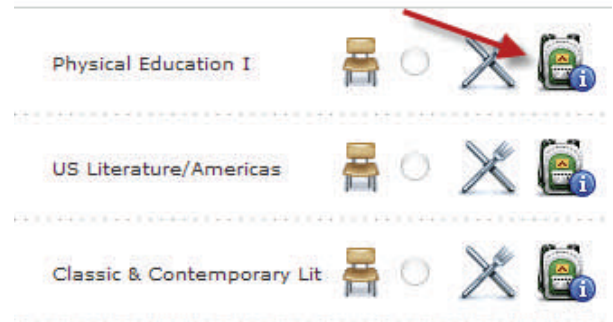 Physical Education I
US Literature/Americas
Classic & Contemporary Lit